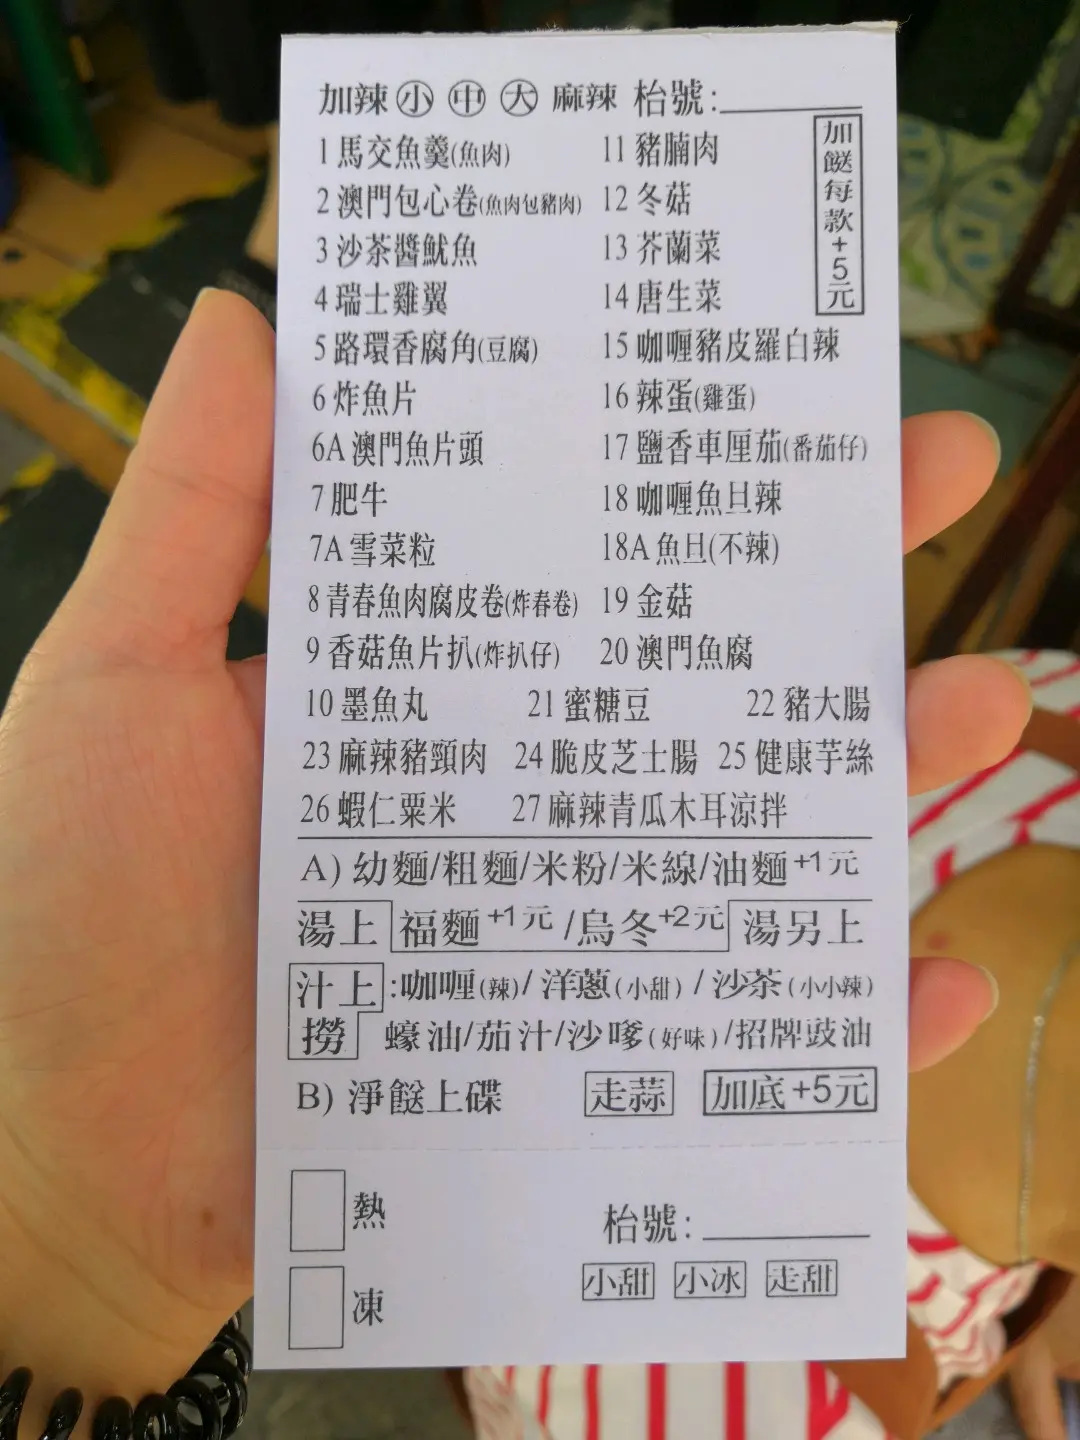 加辣 小 中 大 麻辣 枱號:
加餸每款+5元
1 馬交魚羹(魚肉) 11 豬腩肉
2 澳門包心卷(魚肉包豬肉) 12 冬菇
3 沙茶醬魷魚 13 芥蘭菜
4 瑞士雞翼 14 唐生菜
5 路環香腐角(豆腐) 15 咖喱豬皮羅白辣
6 炸魚片 16 辣蛋(雞蛋)
6A 澳門魚片頭 17 鹽香車厘茄(番茄仔)
7 肥牛 18 咖喱魚旦辣
7A 雪菜粒 18A 魚旦(不辣)
8 青春魚肉腐皮卷(炸春卷) 19 金菇
9 香菇魚片扒(炸扒仔) 20 澳門魚腐
10 墨魚丸 21 蜜糖豆 22 豬大腸
23 麻辣豬頸肉 24 脆皮芝士腸 25 健康芋絲
26 蝦仁粟米 27 麻辣青瓜木耳涼拌
A) 幼麵/粗麵/米粉/米線/油麵+1元
湯上 福麵+1元/烏冬+2元 湯另上
汁上:咖喱(辣)/洋蔥(小甜)/沙茶(小小辣)
撈 蠔油/茄汁/沙嗲(好味)/招牌豉油
B) 淨餸上碟 走蒜 加底+5元
熱 枱號:
小甜 小冰 走甜
凍